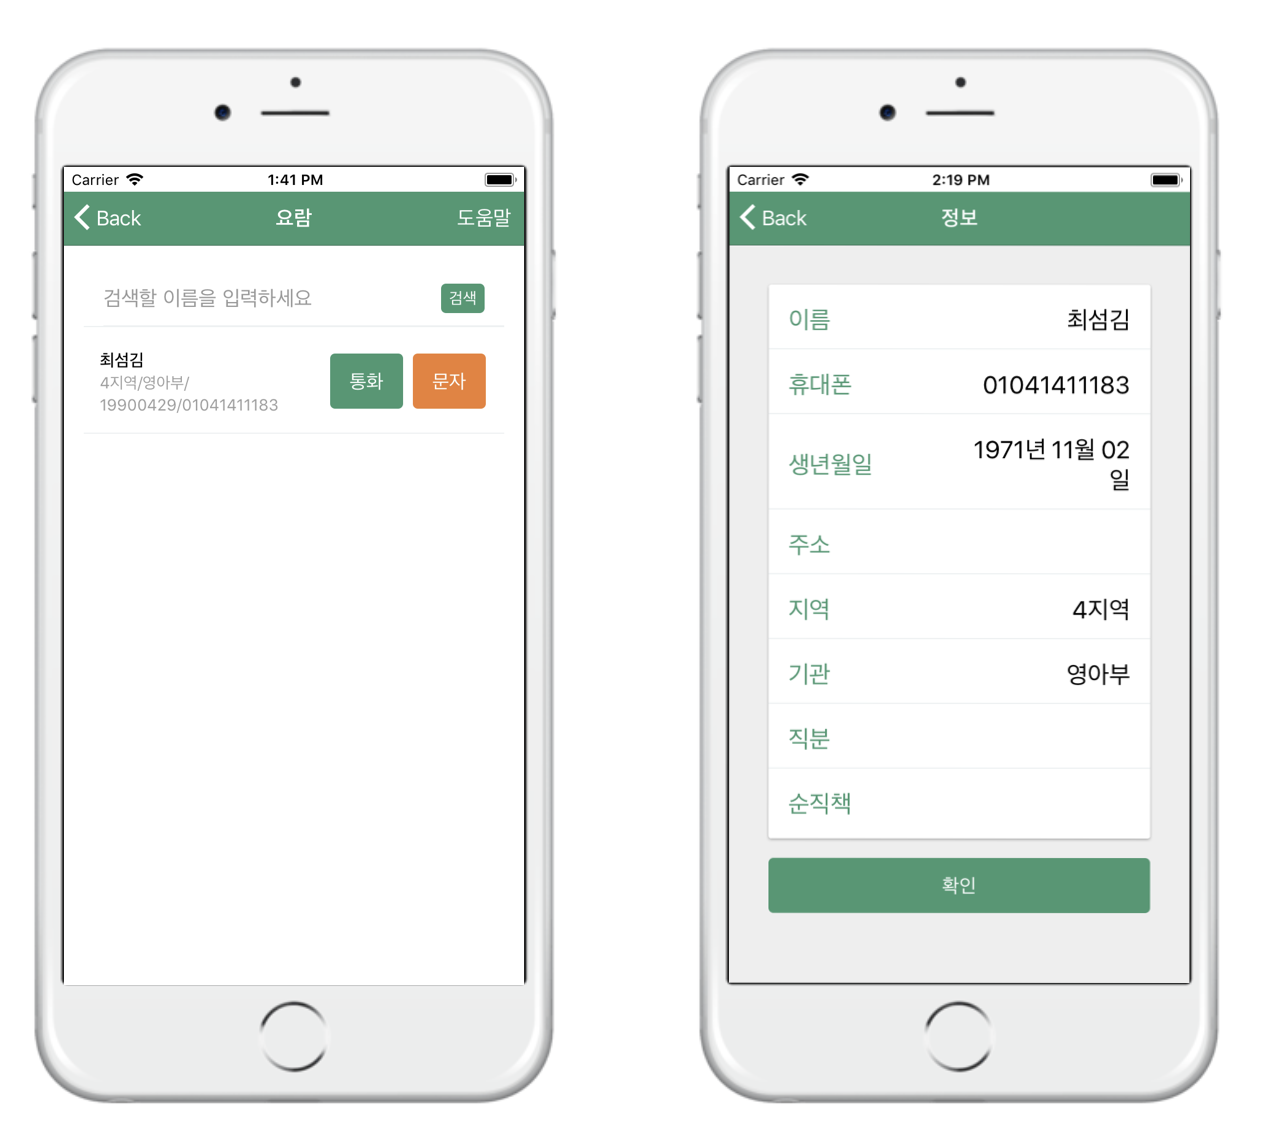 Carrier 1:41 PM
Back 요람 도움말
검색할 이름을 입력하세요 검색
최섬김
4지역/영아부/
19900429/01041411183
통화 문자
Carrier 2:19 PM
Back 정보
이름 최섬김
휴대폰 01041411183
생년월일 1971년 11월 02
일
주소
지역 4지역
기관 영아부
직분
순직책
확인